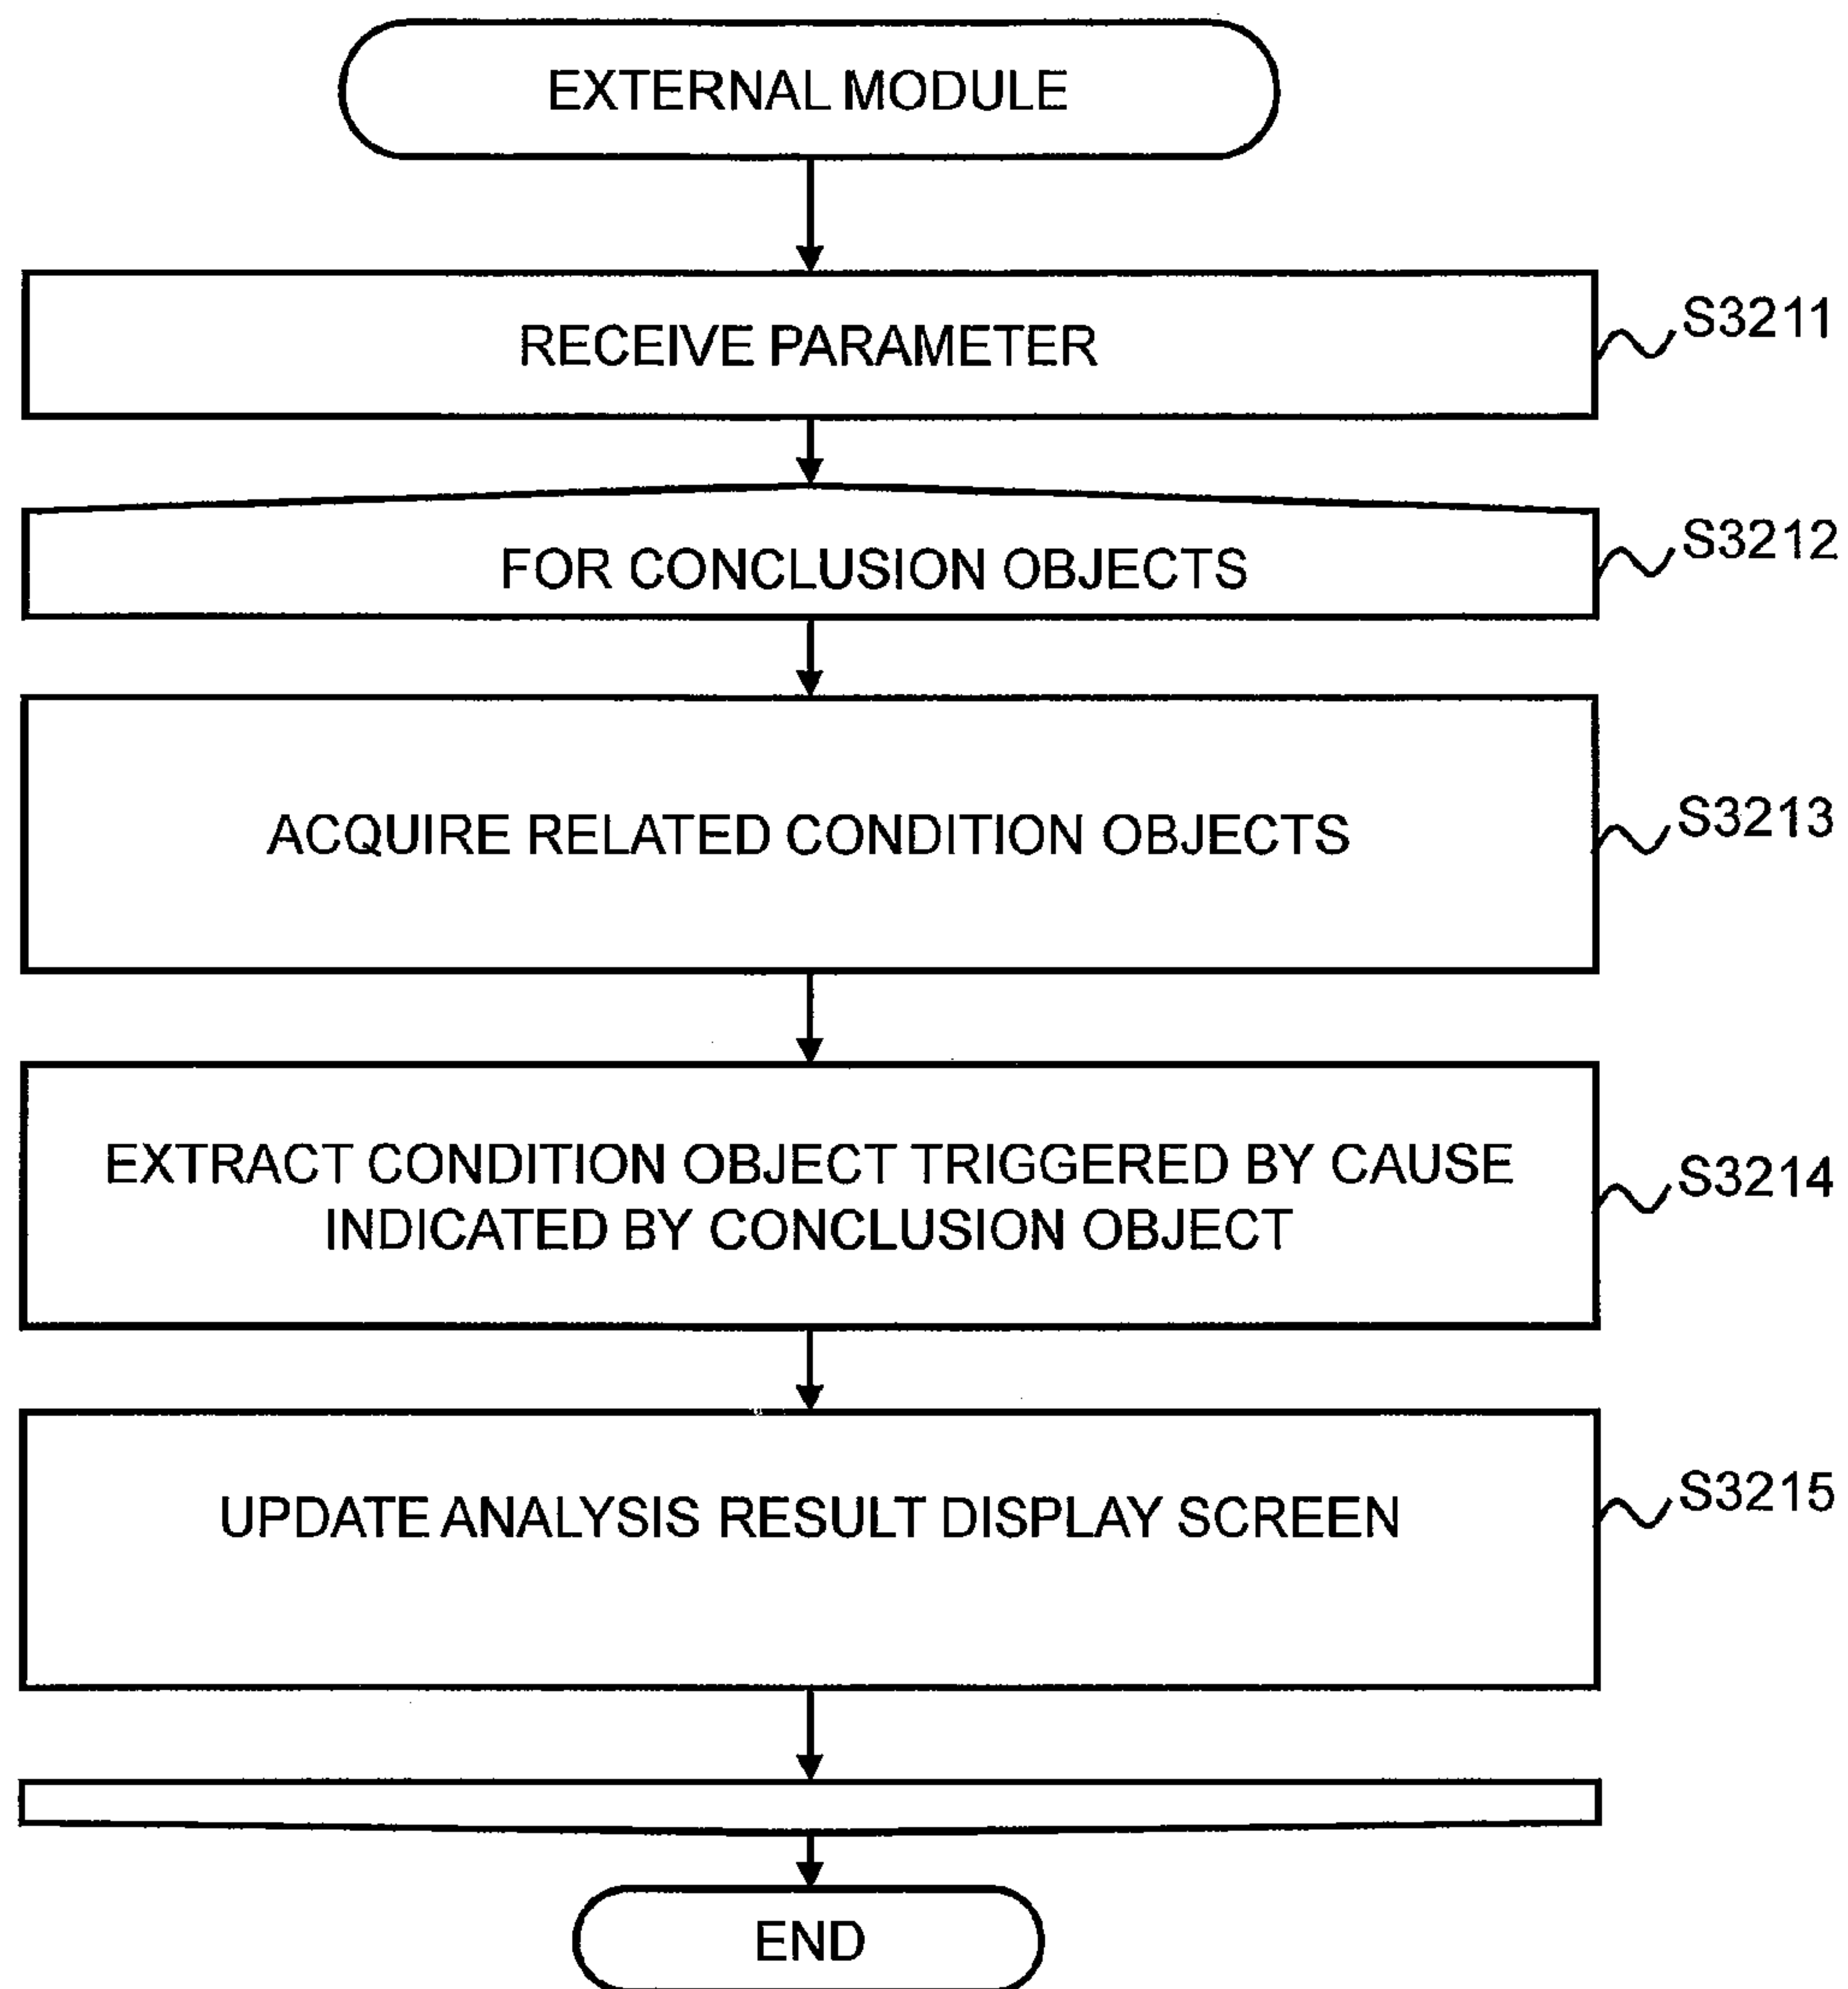 EXTERNAL MODULE
RECEIVE PARAMETER
S3211
FOR CONCLUSION OBJECTS
S3212
ACQUIRE RELATED CONDITION OBJECTS
S3213
EXTRACT CONDITION OBJECT TRIGGERED BY CAUSE
INDICATED BY CONCLUSION OBJECT
S3214
UPDATE ANALYSIS RESULT DISPLAY SCREEN
S3215
END